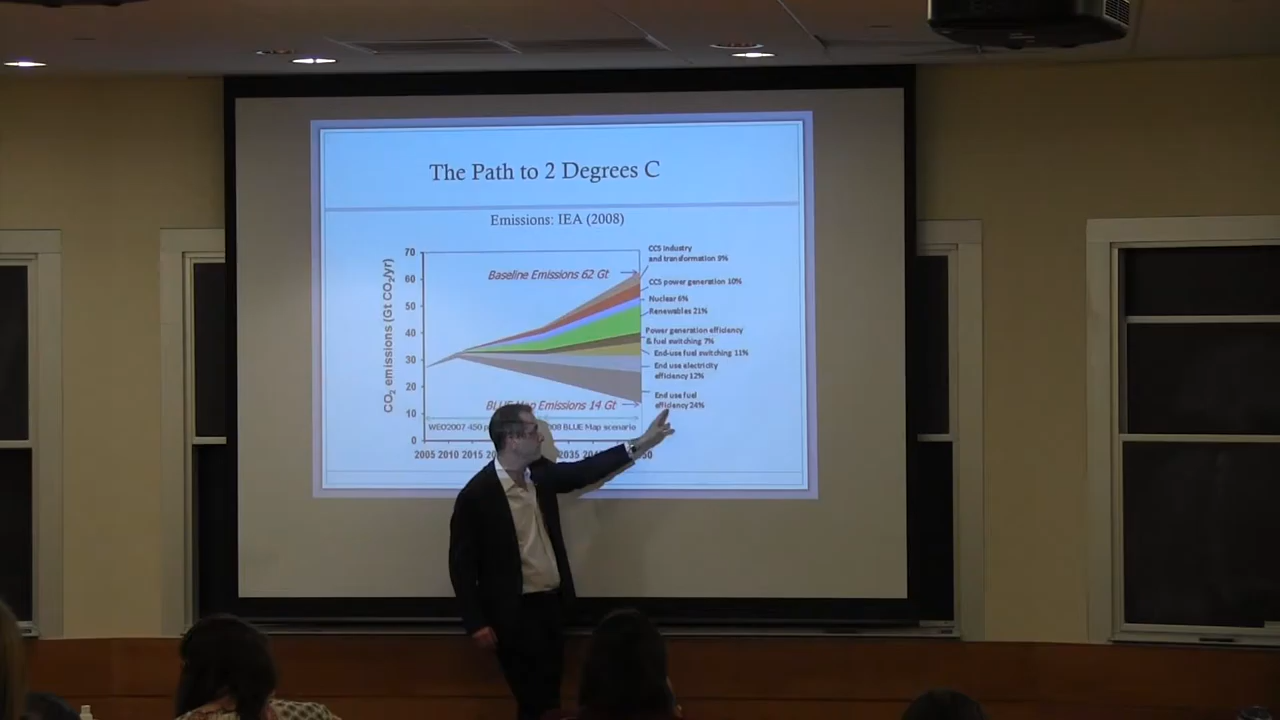 The Path to 2 Degrees C
Emissions: IEA (2008)
CO2 emissions (Gt CO2/yr)
70
60
50
40
30
20
10
0
Baseline Emissions 62 Gt
BLUE Map Emissions 14 Gt
WEO2007 450 p
08 BLUE Map scenario
2005 2010 2015 20
2035 204
50
CCS industry
and transformation 9%
CCS power generation 10%
Nuclear 6%
Renewables 21%
Power generation efficiency
& fuel switching 7%
End-use fuel switching 11%
End use electricity
efficiency 12%
End use fuel
efficiency 24%